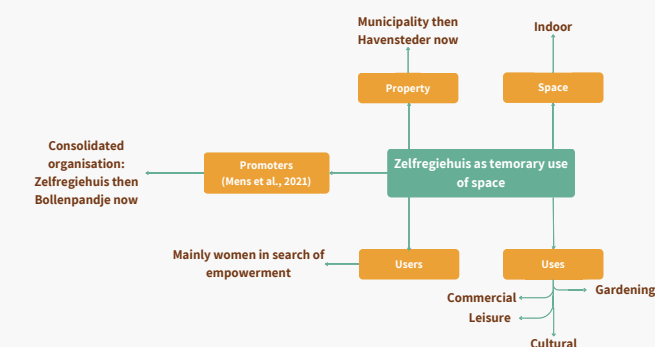 Municipality then
Havensteder now
Indoor
Property
Space
Consolidated
organisation:
Zelfregiehuis then
Bollenpandje now
Promoters
(Mens et al., 2021)
Zelfregiehuis as temorary use
of space
Mainly women in search of
empowerment
Users
Uses
Commercial
Gardening
Leisure
Cultural